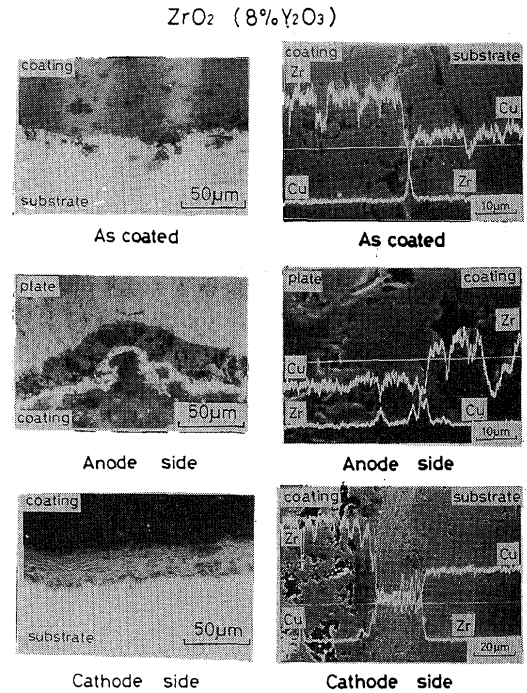 ZrO2 (8%Y2O3)
coating
substrate
50μm
As coated
coating
substrate
Zr
Cu
Cu
Zr
10μm
As coated
plate
coating
50μm
Anode side
plate
coating
Zr
Cu
Zr
Cu
10μm
Anode side
coating
substrate
50μm
Cathode side
coating
substrate
Zr
Cu
Cu
Zr
20μm
Cathode side